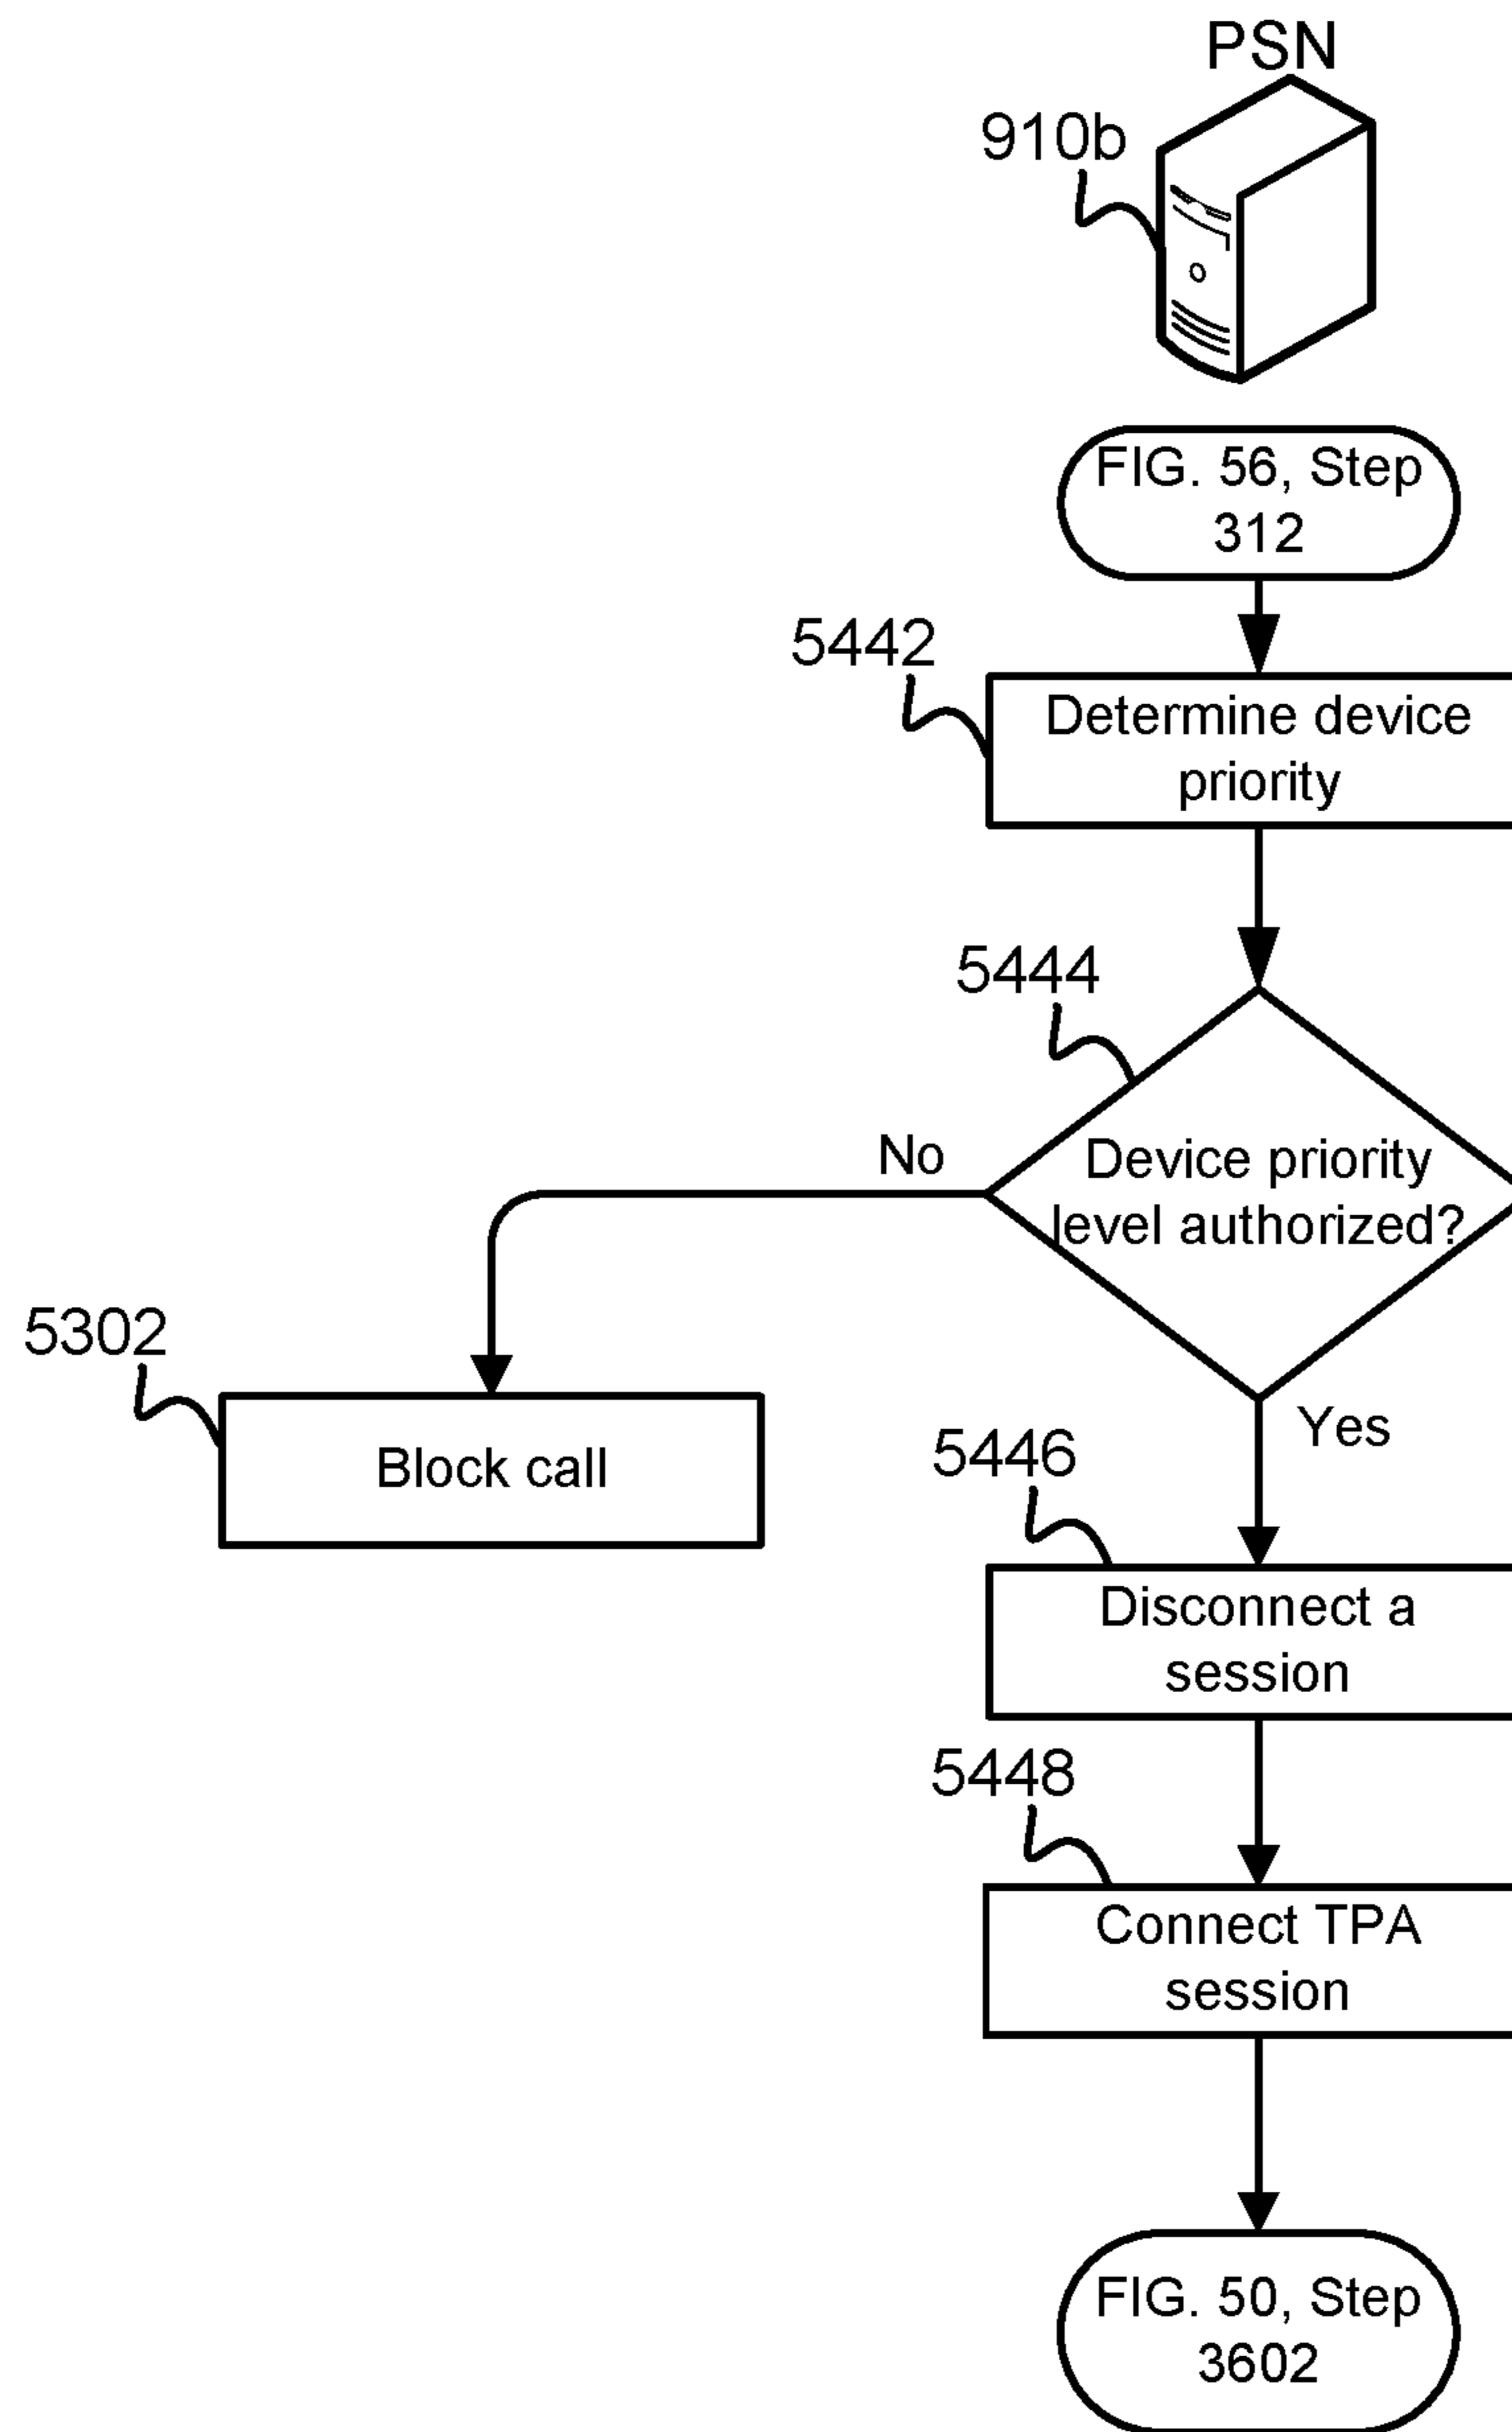 PSN
910b
FIG. 56, Step
312
5442
Determine device
priority
5444
No
Device priority
level authorized?
5302
Block call
Yes
5446
Disconnect a
session
5448
Connect TPA
session
FIG. 50, Step
3602